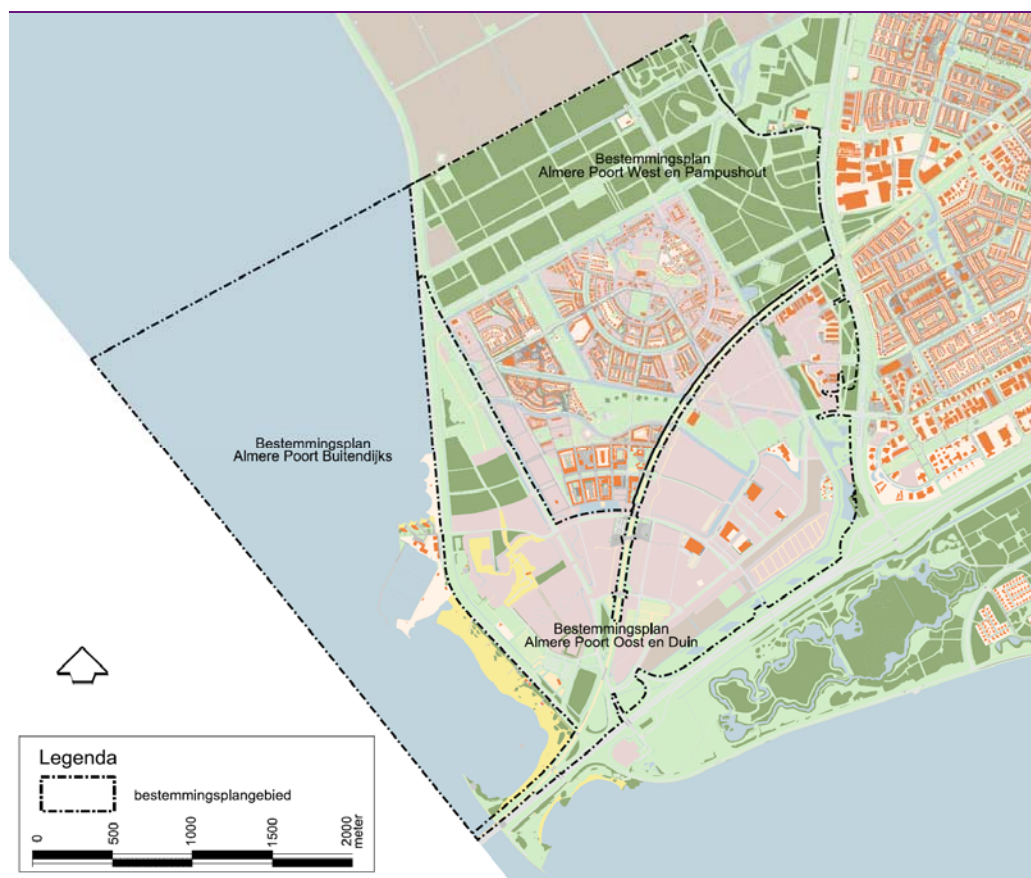 Bestemmingsplan
Almere Poort West en Pampushout
Bestemmingsplan
Almere Poort Buitendijks
Bestemmingsplan
Almere Poort Oost en Duin
Legenda
bestemmingsplangebied
0
500
1000
1500
2000
meter